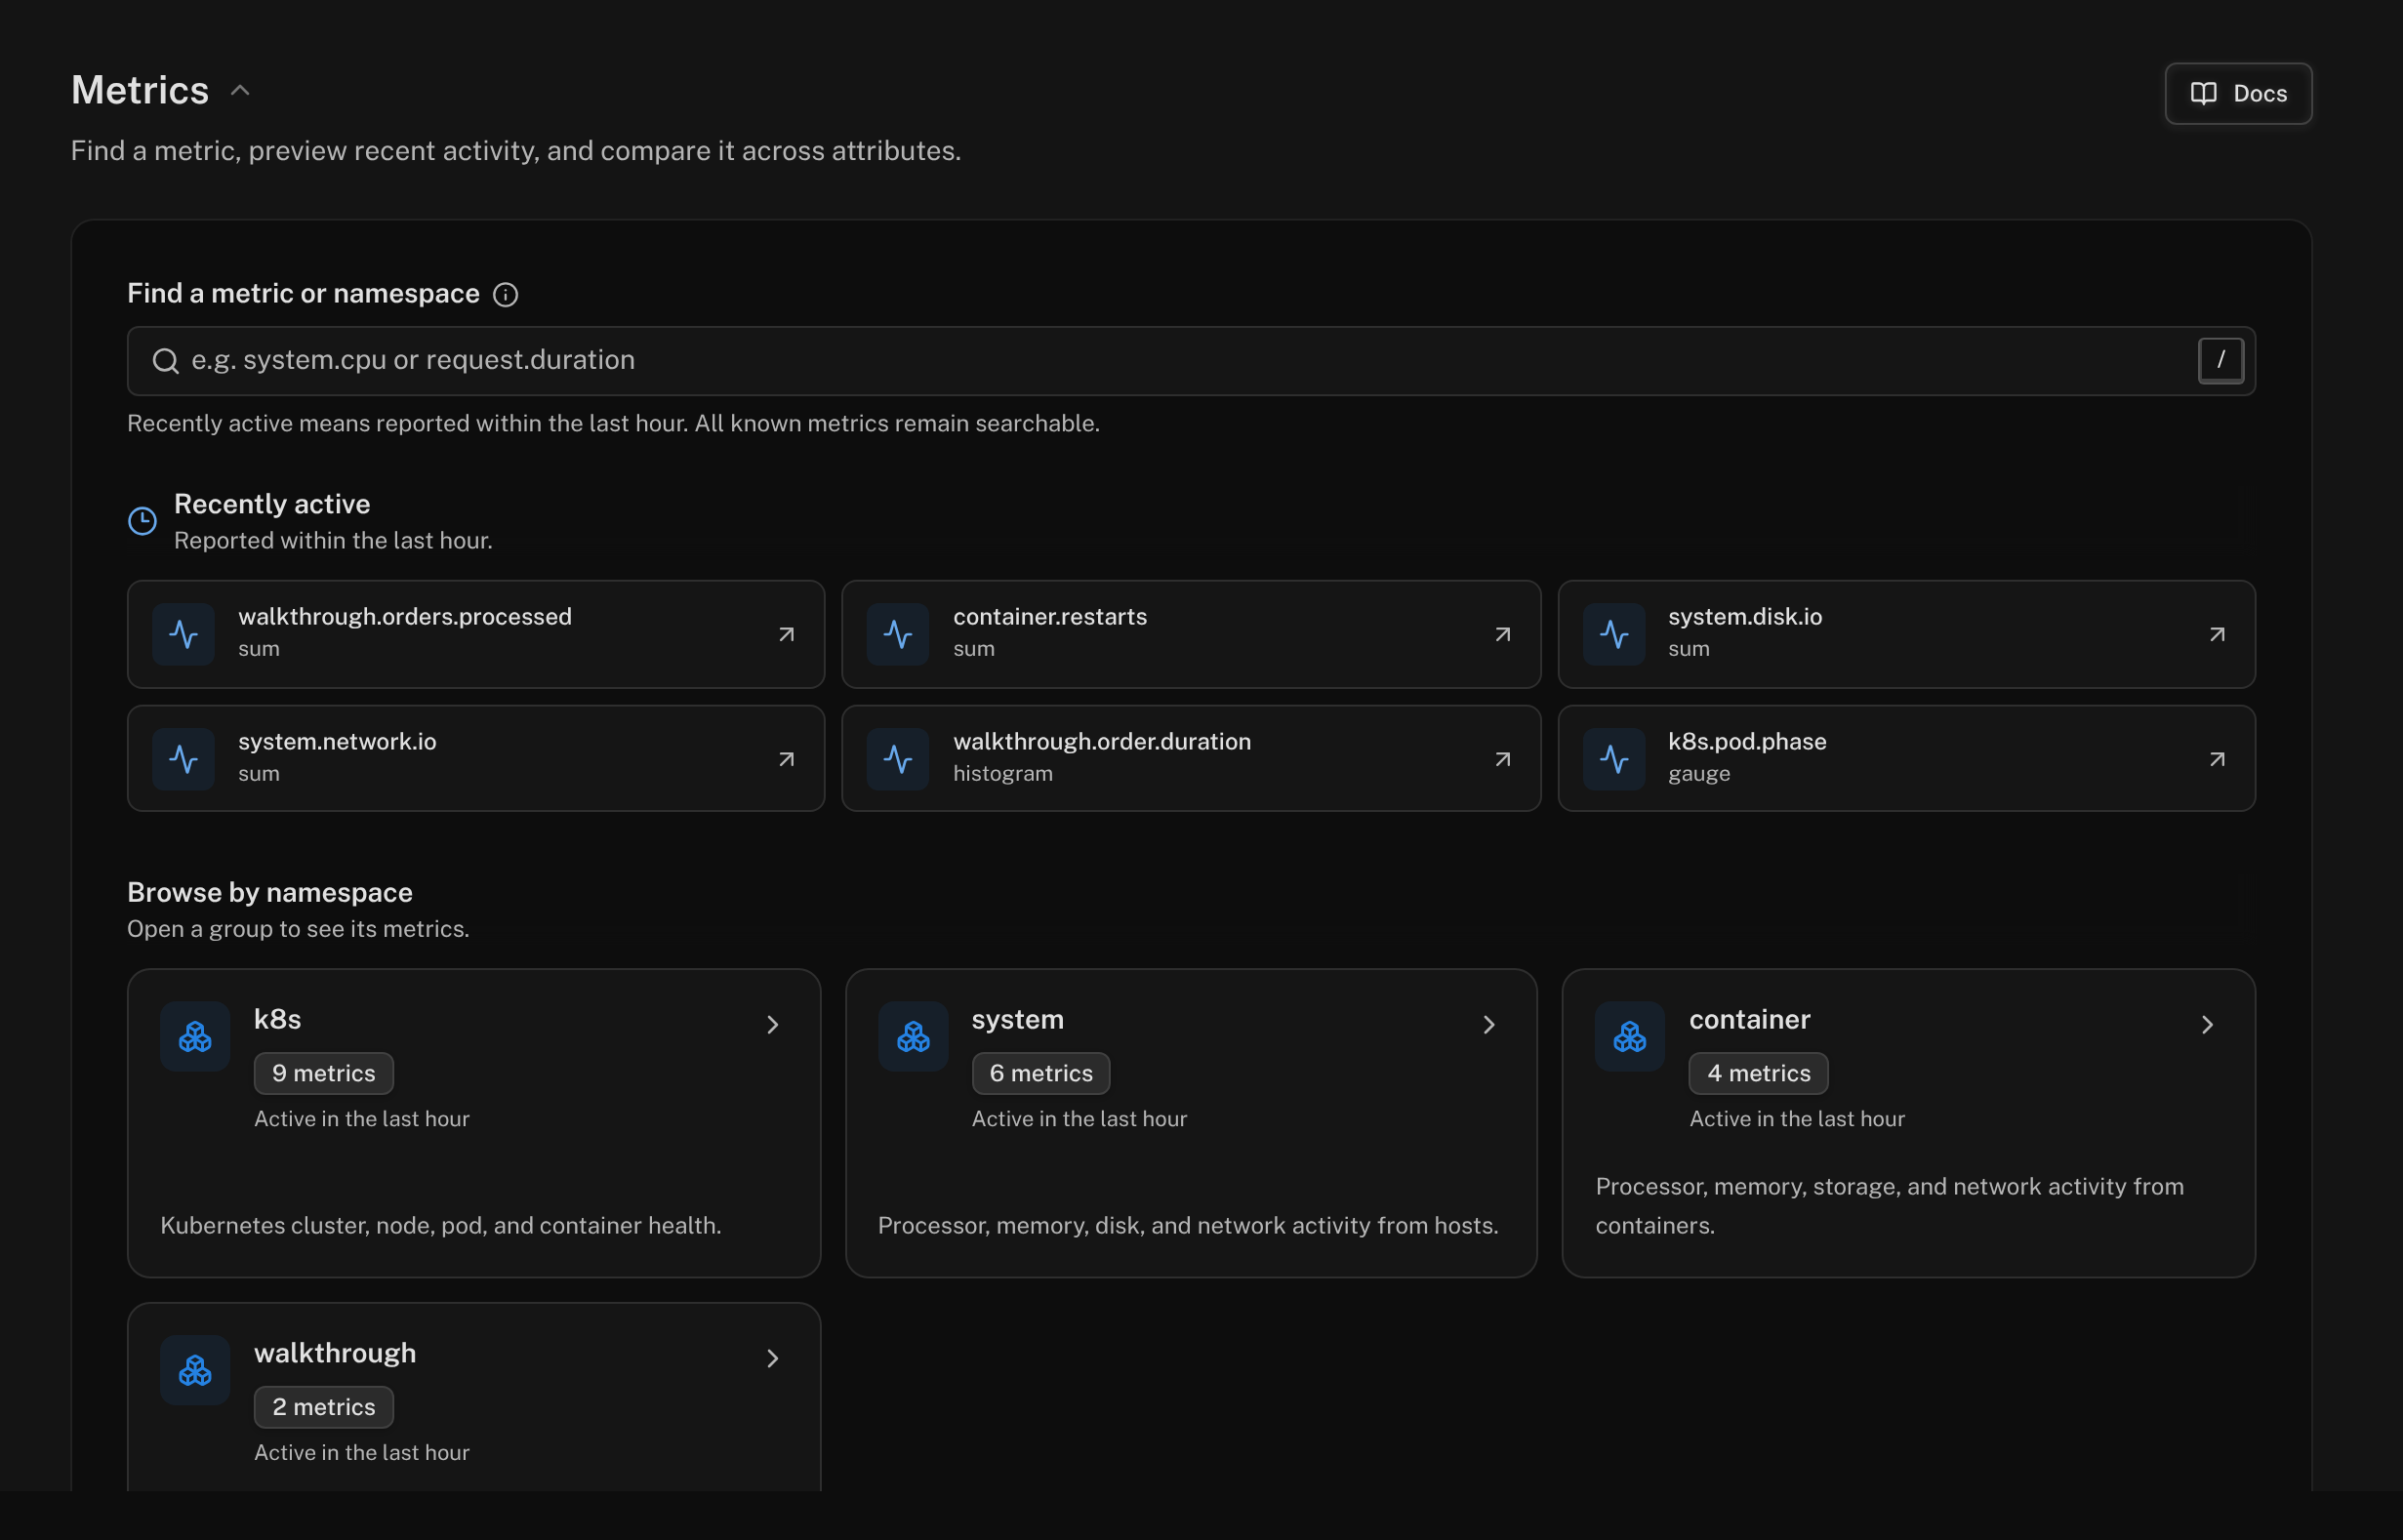 Metrics
Docs
Find a metric, preview recent activity, and compare it across attributes.
Find a metric or namespace
e.g. system.cpu or request.duration
/
Recently active means reported within the last hour. All known metrics remain searchable.
Recently active
Reported within the last hour.
walkthrough.orders.processed
sum
container.restarts
sum
system.disk.io
sum
system.network.io
sum
walkthrough.order.duration
histogram
k8s.pod.phase
gauge
Browse by namespace
Open a group to see its metrics.
k8s
9 metrics
Active in the last hour
Kubernetes cluster, node, pod, and container health.
system
6 metrics
Active in the last hour
Processor, memory, disk, and network activity from hosts.
container
4 metrics
Active in the last hour
Processor, memory, storage, and network activity from
containers.
walkthrough
2 metrics
Active in the last hour